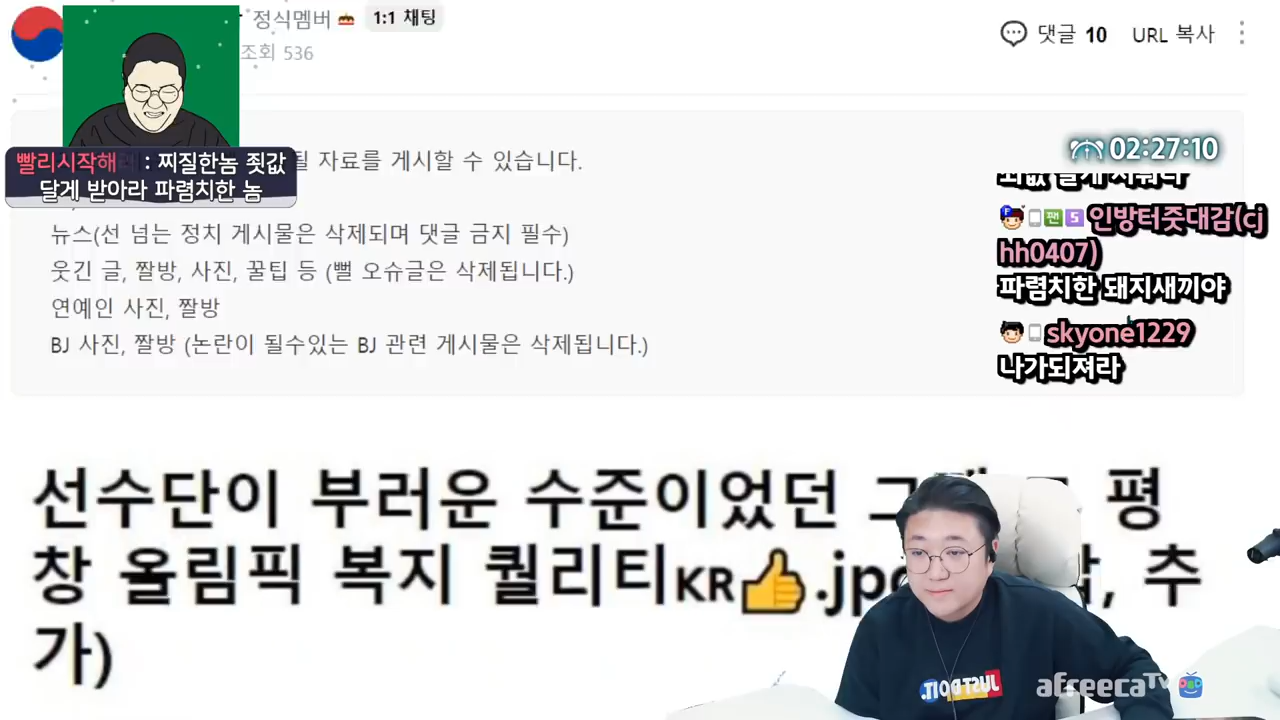 정식멤버
1:1 채팅
조회 536
댓글 10
URL 복사
빨리시작해 : 찌질한놈 죗값
달게 받아라 파렴치한 놈
될 자료를 게시할 수 있습니다.
뉴스(선 넘는 정치 게시물은 삭제되며 댓글 금지 필수)
웃긴 글, 짤방, 사진, 꿀팁 등 (뻘 오슈글은 삭제됩니다.)
연예인 사진, 짤방
BJ 사진, 짤방 (논란이 될수있는 BJ 관련 게시물은 삭제됩니다.)
02:27:10
팬 S 인방터줏대감(cj
hh0407)
파렴치한 돼지새끼야
skyone1229
나가되져라
선수단이 부러운 수준이었던 평
창 올림픽 복지 퀄리티KR👍.jp , 추
가)
JUST DO IT.
afreecaTV